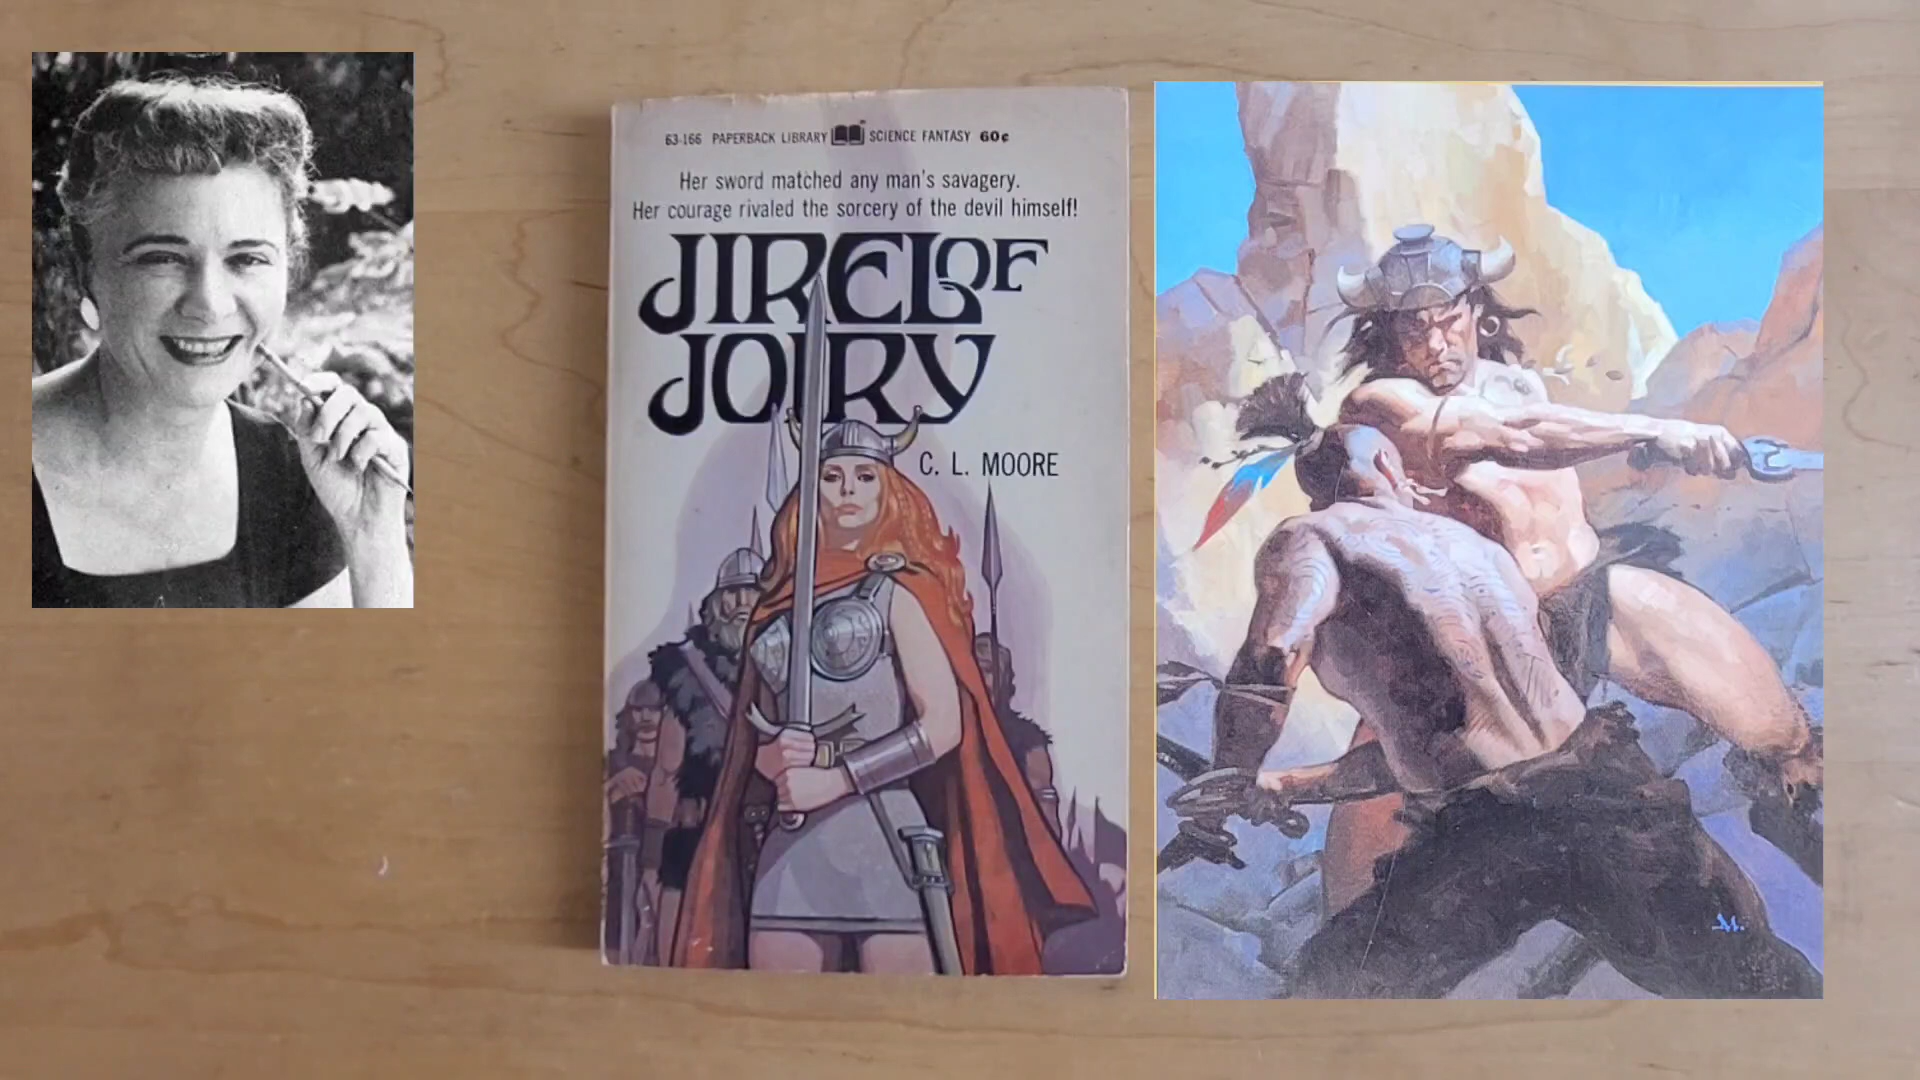 63-166 PAPERBACK LIBRARY SCIENCE FANTASY 60¢
Her sword matched any man's savagery.
Her courage rivaled the sorcery of the devil himself!
JIREL OF
JOIRY
C. L. MOORE
M.